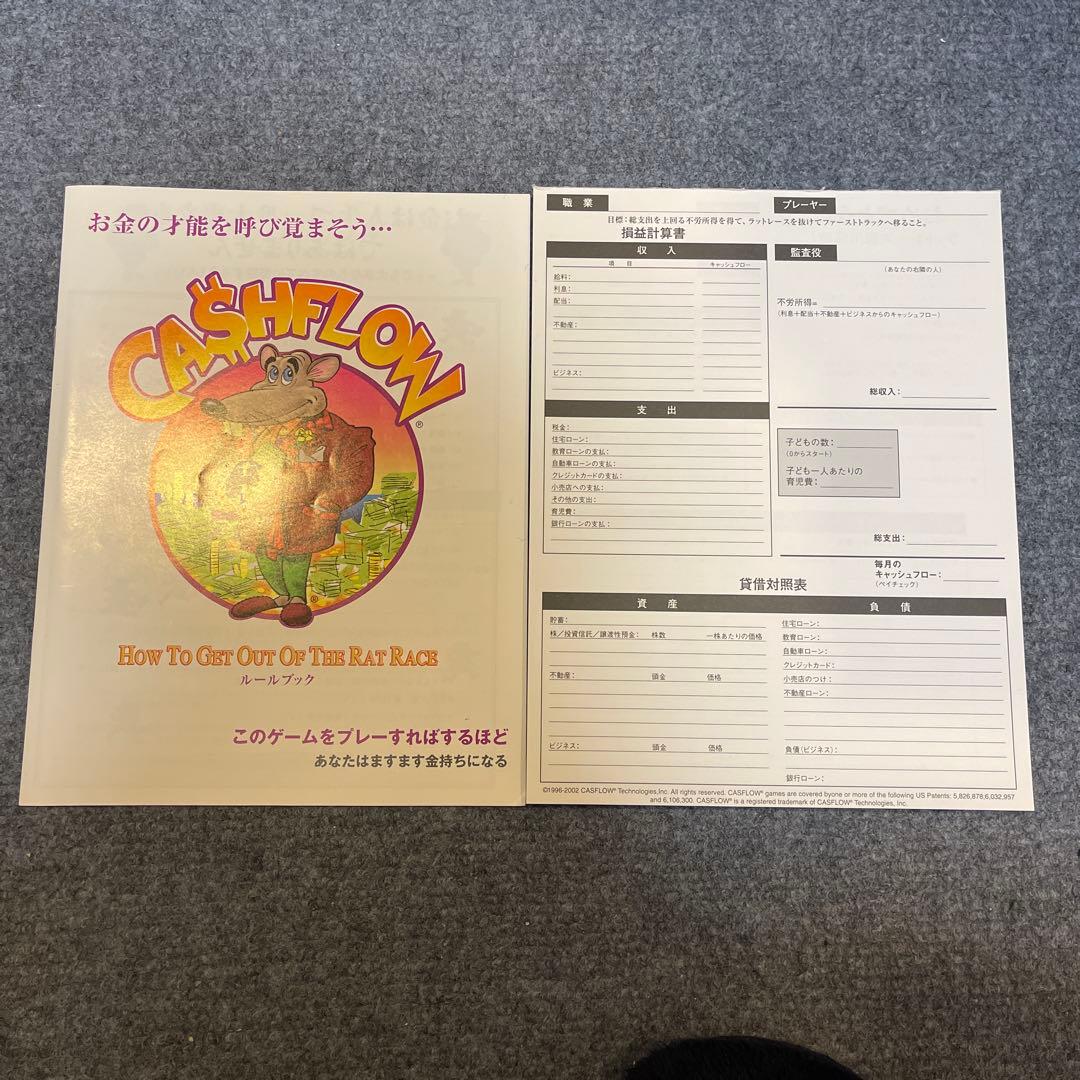 お金の才能を呼び覚まそう…
CA$HFLOW®
®
HOW TO GET OUT OF THE RAT RACE
ルールブック
このゲームをプレーすればするほど
あなたはますます金持ちになる
職 業
プレーヤー
目標：総支出を上回る不労所得を得て、ラットレースを抜けてファーストトラックへ移ること。
損益計算書
収 入
項 目 キャッシュフロー
給料：
利息：
配当：
不動産：
ビジネス：
支 出
税金：
住宅ローン：
教育ローンの支払：
自動車ローンの支払：
クレジットカードの支払：
小売店への支払：
その他の支出：
育児費：
銀行ローンの支払：
監査役
(あなたの右隣の人)
不労所得=
(利息＋配当＋不動産＋ビジネスからのキャッシュフロー)
総収入：
子どもの数：
(0からスタート)
子ども一人あたりの
育児費：
総支出：
毎月の
キャッシュフロー：
(ペイチェック)
貸借対照表
資 産
貯蓄：
株／投資信託／譲渡性預金： 株数 一株あたりの価格
不動産： 頭金 価格
ビジネス： 頭金 価格
負 債
住宅ローン：
教育ローン：
自動車ローン：
クレジットカード：
小売店のつけ：
不動産ローン：
負債(ビジネス)：
銀行ローン：
©1996-2002 CASFLOW® Technologies,Inc. All rights reserved. CASFLOW® games are covered byone or more of the following US Patents: 5,826,878;6,032,957
and 6,106,300. CASFLOW® is a registered trademark of CASFLOW® Technologies, Inc.